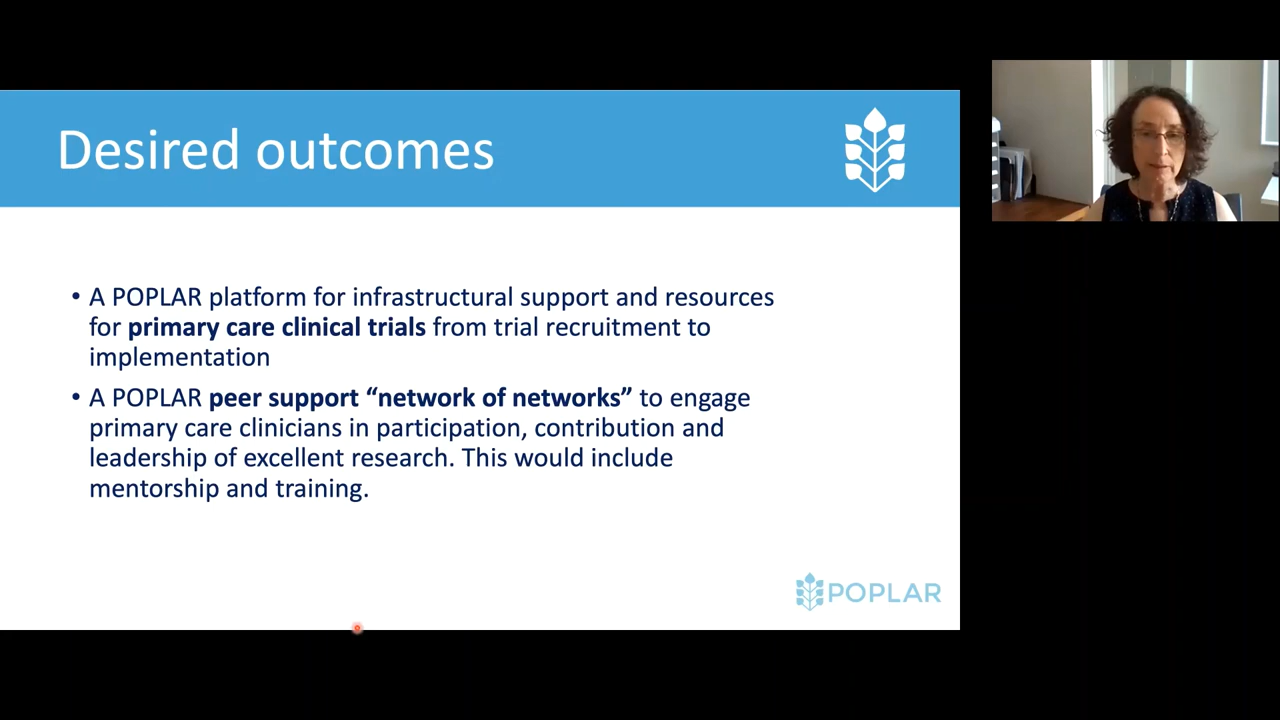 Desired outcomes
• A POPLAR platform for infrastructural support and resources
for primary care clinical trials from trial recruitment to
implementation
• A POPLAR peer support “network of networks” to engage
primary care clinicians in participation, contribution and
leadership of excellent research. This would include
mentorship and training.
POPLAR